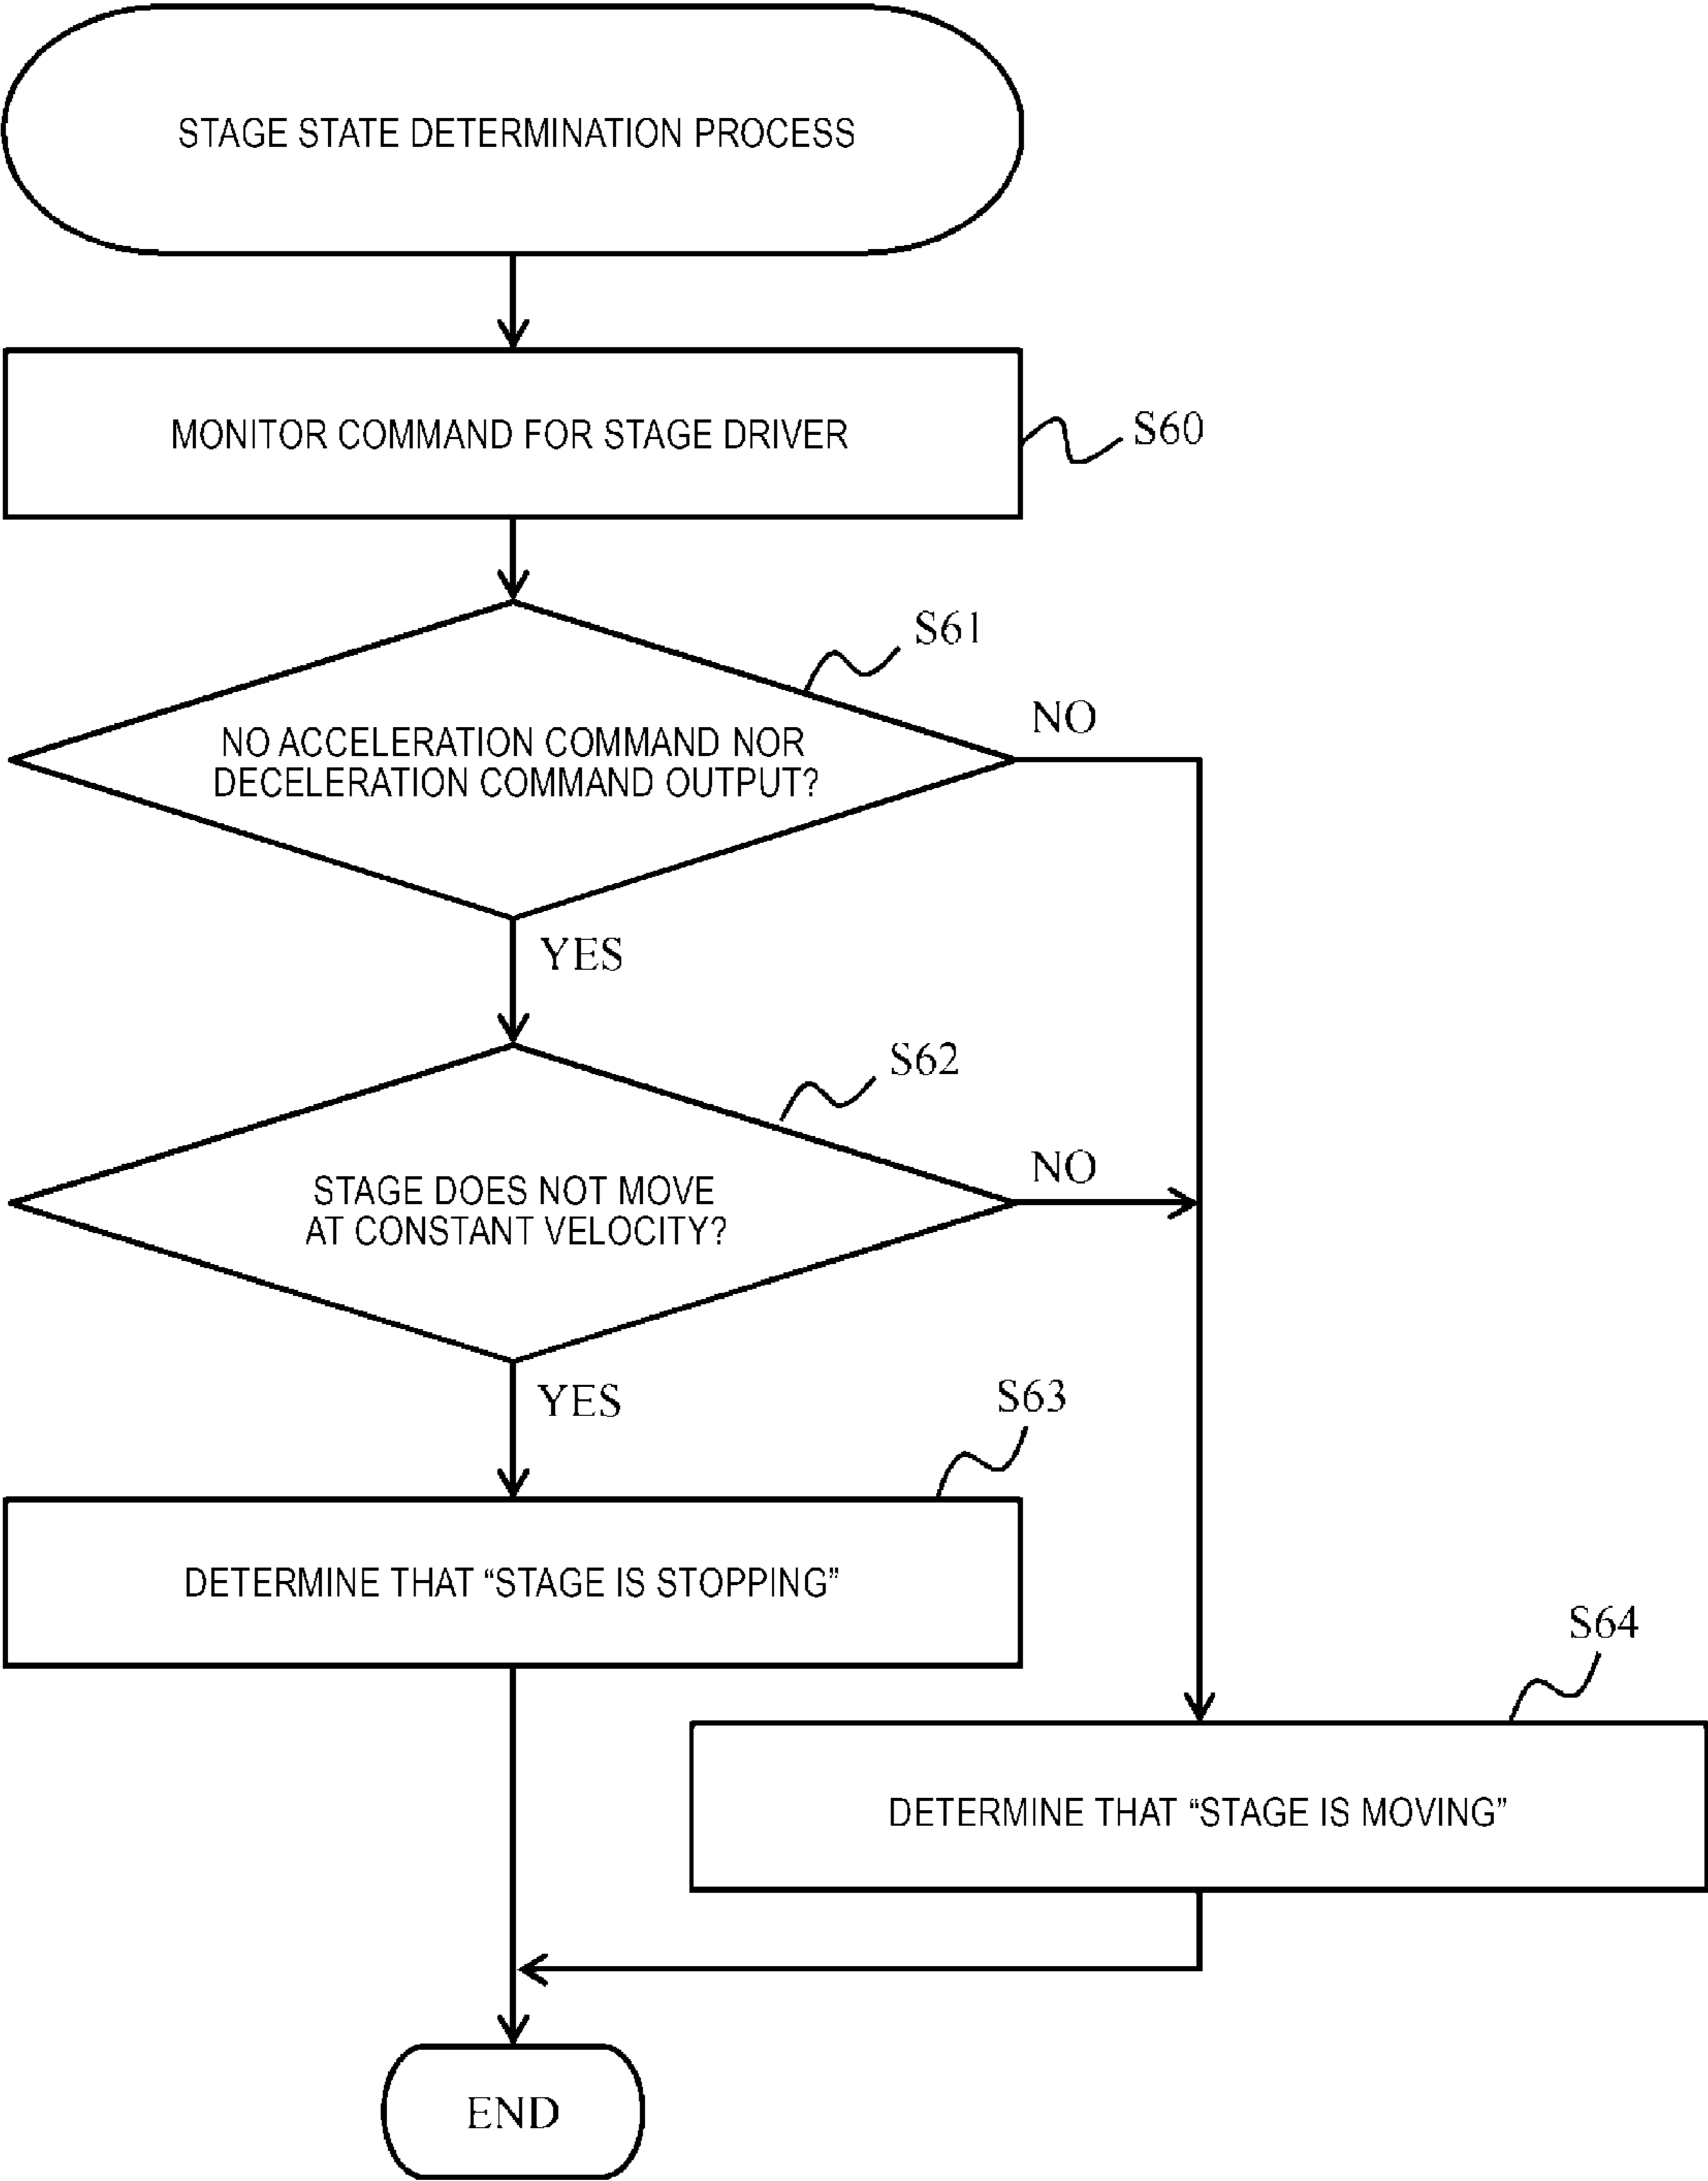 STAGE STATE DETERMINATION PROCESS
MONITOR COMMAND FOR STAGE DRIVER
S60
S61
NO ACCELERATION COMMAND NOR
DECELERATION COMMAND OUTPUT?
NO
YES
S62
STAGE DOES NOT MOVE
AT CONSTANT VELOCITY?
NO
YES
S63
DETERMINE THAT “STAGE IS STOPPING”
S64
DETERMINE THAT “STAGE IS MOVING”
END